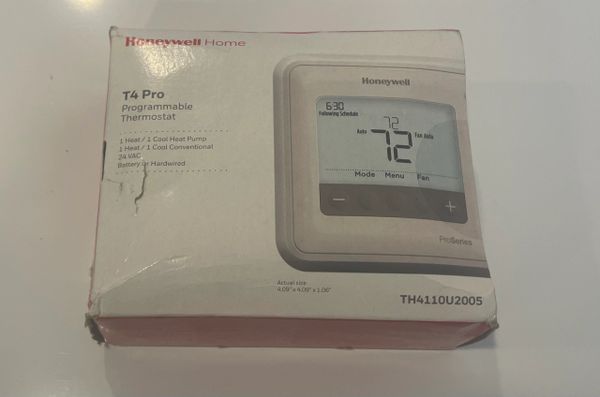 Honeywell Home
T4 Pro
Programmable
Thermostat
1 Heat / 1 Cool Heat Pump
1 Heat / 1 Cool Conventional
24 VAC
Battery or Hardwired
Honeywell
6:30
Following Schedule
72
Auto
72
Fan Auto
Mode Menu Fan
− +
ProSeries
Actual size
4.09" x 4.09" x 1.06"
TH4110U2005